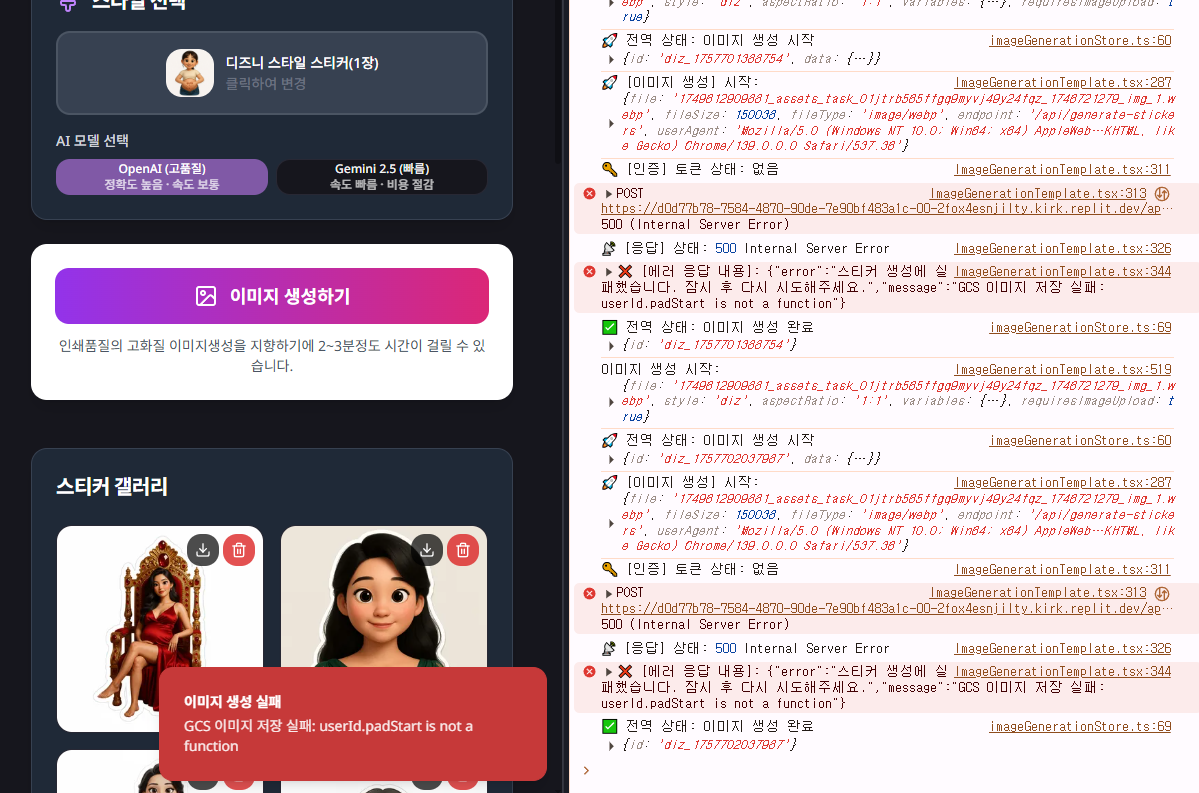 스타일 선택
디즈니 스타일 스티커(1장)
클릭하여 변경
AI 모델 선택
OpenAI (고품질)
정확도 높음 · 속도 보통
Gemini 2.5 (빠름)
속도 빠름 · 비용 절감
이미지 생성하기
인쇄품질의 고화질 이미지생성을 지향하기에 2~3분정도 시간이 걸릴 수 있
습니다.
스티커 갤러리
이미지 생성 실패
GCS 이미지 저장 실패: userId.padStart is not a
function
ebp', style: 'diz', aspectRatio: '1:1', variables: {…}, requiresImageUpload: t
rue}
🚀 전역 상태: 이미지 생성 시작 imageGenerationStore.ts:60
{id: 'diz_1757701366754', data: {…}}
🚀 [이미지 생성] 시작: ImageGenerationTemplate.tsx:287
{file: '1749612909861_assets_task_01jtrb565ffgq9myvj49y24fqz_1746721279_img_1.w
ebp', fileSize: 150036, fileType: 'image/webp', endpoint: '/api/generate-sticke
rs', userAgent: 'Mozilla/5.0 (Windows NT 10.0; Win64; x64) AppleWeb…KHTML, lik
e Gecko) Chrome/139.0.0.0 Safari/537.36'}
🔑 [인증] 토큰 상태: 없음 ImageGenerationTemplate.tsx:311
POST ImageGenerationTemplate.tsx:313
https://d0d77b78-7584-4870-90de-7e90bf483a1c-00-2fox4esnjilty.kirk.replit.dev/ap…
500 (Internal Server Error)
📡 [응답] 상태: 500 Internal Server Error ImageGenerationTemplate.tsx:326
❌ [에러 응답 내용]: {"error":"스티커 생성에 실 ImageGenerationTemplate.tsx:344
패했습니다. 잠시 후 다시 시도해주세요.","message":"GCS 이미지 저장 실패:
userId.padStart is not a function"}
✅ 전역 상태: 이미지 생성 완료 imageGenerationStore.ts:69
{id: 'diz_1757701366754'}
이미지 생성 시작: ImageGenerationTemplate.tsx:519
{file: '1749612909861_assets_task_01jtrb565ffgq9myvj49y24fqz_1746721279_img_1.w
ebp', style: 'diz', aspectRatio: '1:1', variables: {…}, requiresImageUpload: t
rue}
🚀 전역 상태: 이미지 생성 시작 imageGenerationStore.ts:60
{id: 'diz_1757702037967', data: {…}}
🚀 [이미지 생성] 시작: ImageGenerationTemplate.tsx:287
{file: '1749612909861_assets_task_01jtrb565ffgq9myvj49y24fqz_1746721279_img_1.w
ebp', fileSize: 150036, fileType: 'image/webp', endpoint: '/api/generate-sticke
rs', userAgent: 'Mozilla/5.0 (Windows NT 10.0; Win64; x64) AppleWeb…KHTML, lik
e Gecko) Chrome/139.0.0.0 Safari/537.36'}
🔑 [인증] 토큰 상태: 없음 ImageGenerationTemplate.tsx:311
POST ImageGenerationTemplate.tsx:313
https://d0d77b78-7584-4870-90de-7e90bf483a1c-00-2fox4esnjilty.kirk.replit.dev/ap…
500 (Internal Server Error)
📡 [응답] 상태: 500 Internal Server Error ImageGenerationTemplate.tsx:326
❌ [에러 응답 내용]: {"error":"스티커 생성에 실 ImageGenerationTemplate.tsx:344
패했습니다. 잠시 후 다시 시도해주세요.","message":"GCS 이미지 저장 실패:
userId.padStart is not a function"}
✅ 전역 상태: 이미지 생성 완료 imageGenerationStore.ts:69
{id: 'diz_1757702037967'}